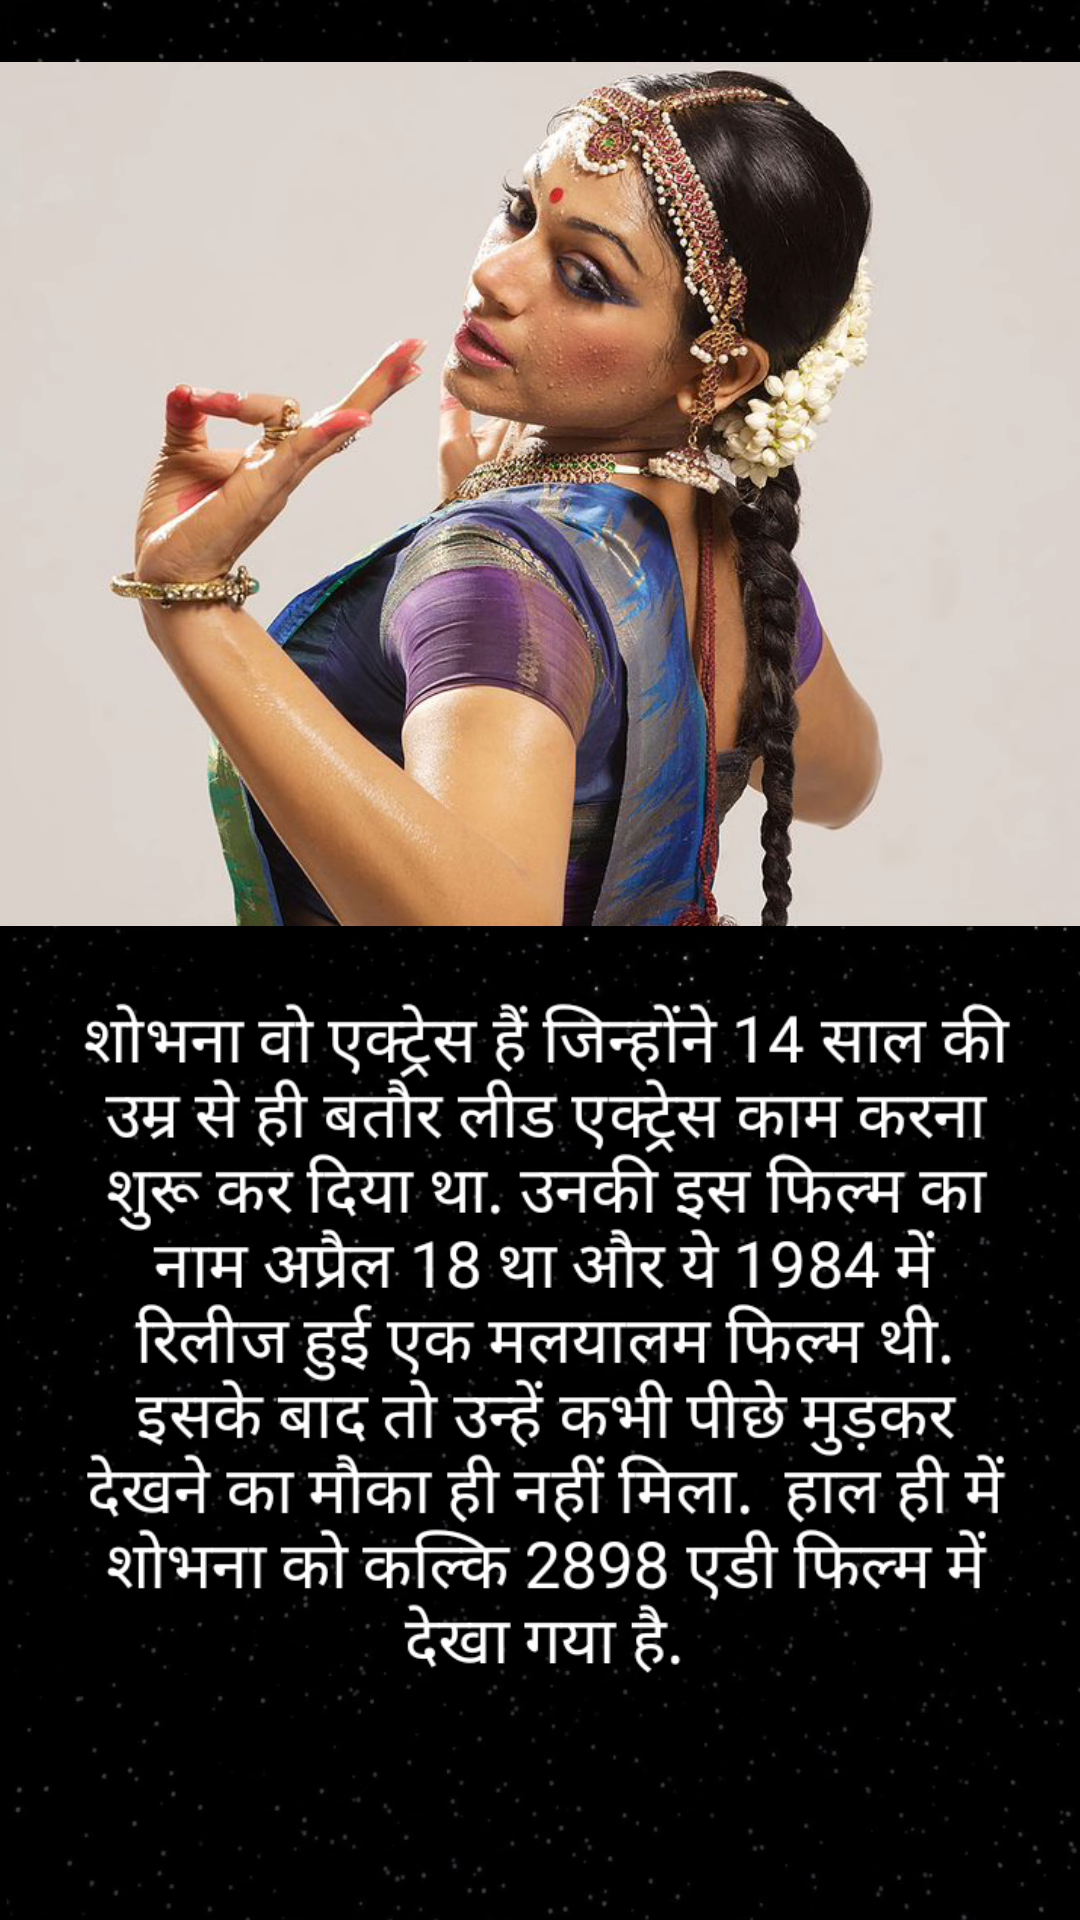 शोभना वो एक्ट्रेस हैं जिन्होंने 14 साल की
उम्र से ही बतौर लीड एक्ट्रेस काम करना
शुरू कर दिया था. उनकी इस फिल्म का
नाम अप्रैल 18 था और ये 1984 में
रिलीज हुई एक मलयालम फिल्म थी.
इसके बाद तो उन्हें कभी पीछे मुड़कर
देखने का मौका ही नहीं मिला.  हाल ही में
शोभना को कल्कि 2898 एडी फिल्म में
देखा गया है.